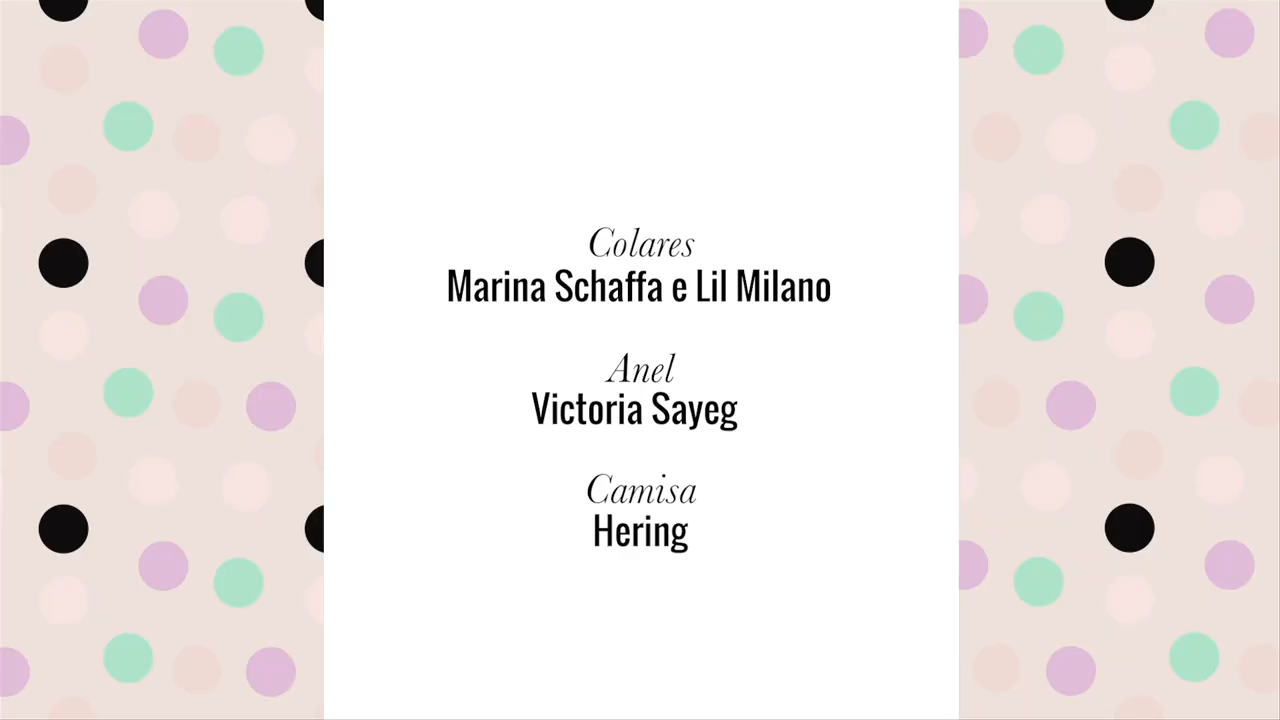 Colares
Marina Schaffa e Lil Milano
Anel
Victoria Sayeg
Camisa
Hering